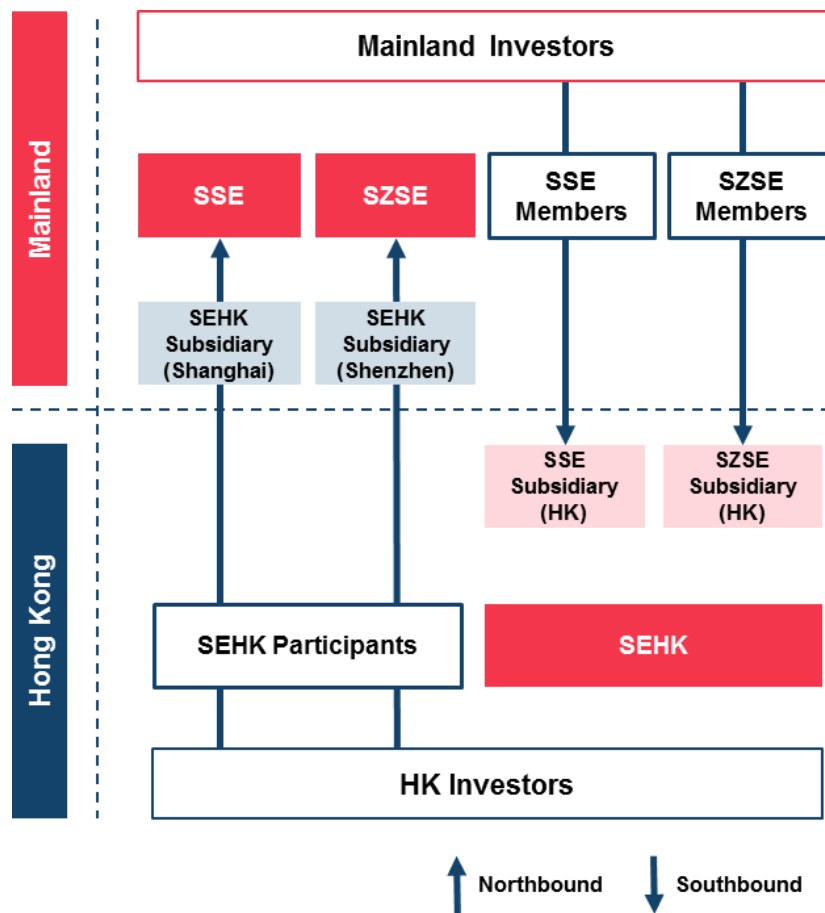 Mainland
Mainland Investors
SSE
SZSE
SSE
Members
SZSE
Members
SEHK
Subsidiary
(Shanghai)
SEHK
Subsidiary
(Shenzhen)
Hong Kong
SSE
Subsidiary
(HK)
SZSE
Subsidiary
(HK)
SEHK Participants
SEHK
HK Investors
Northbound
Southbound